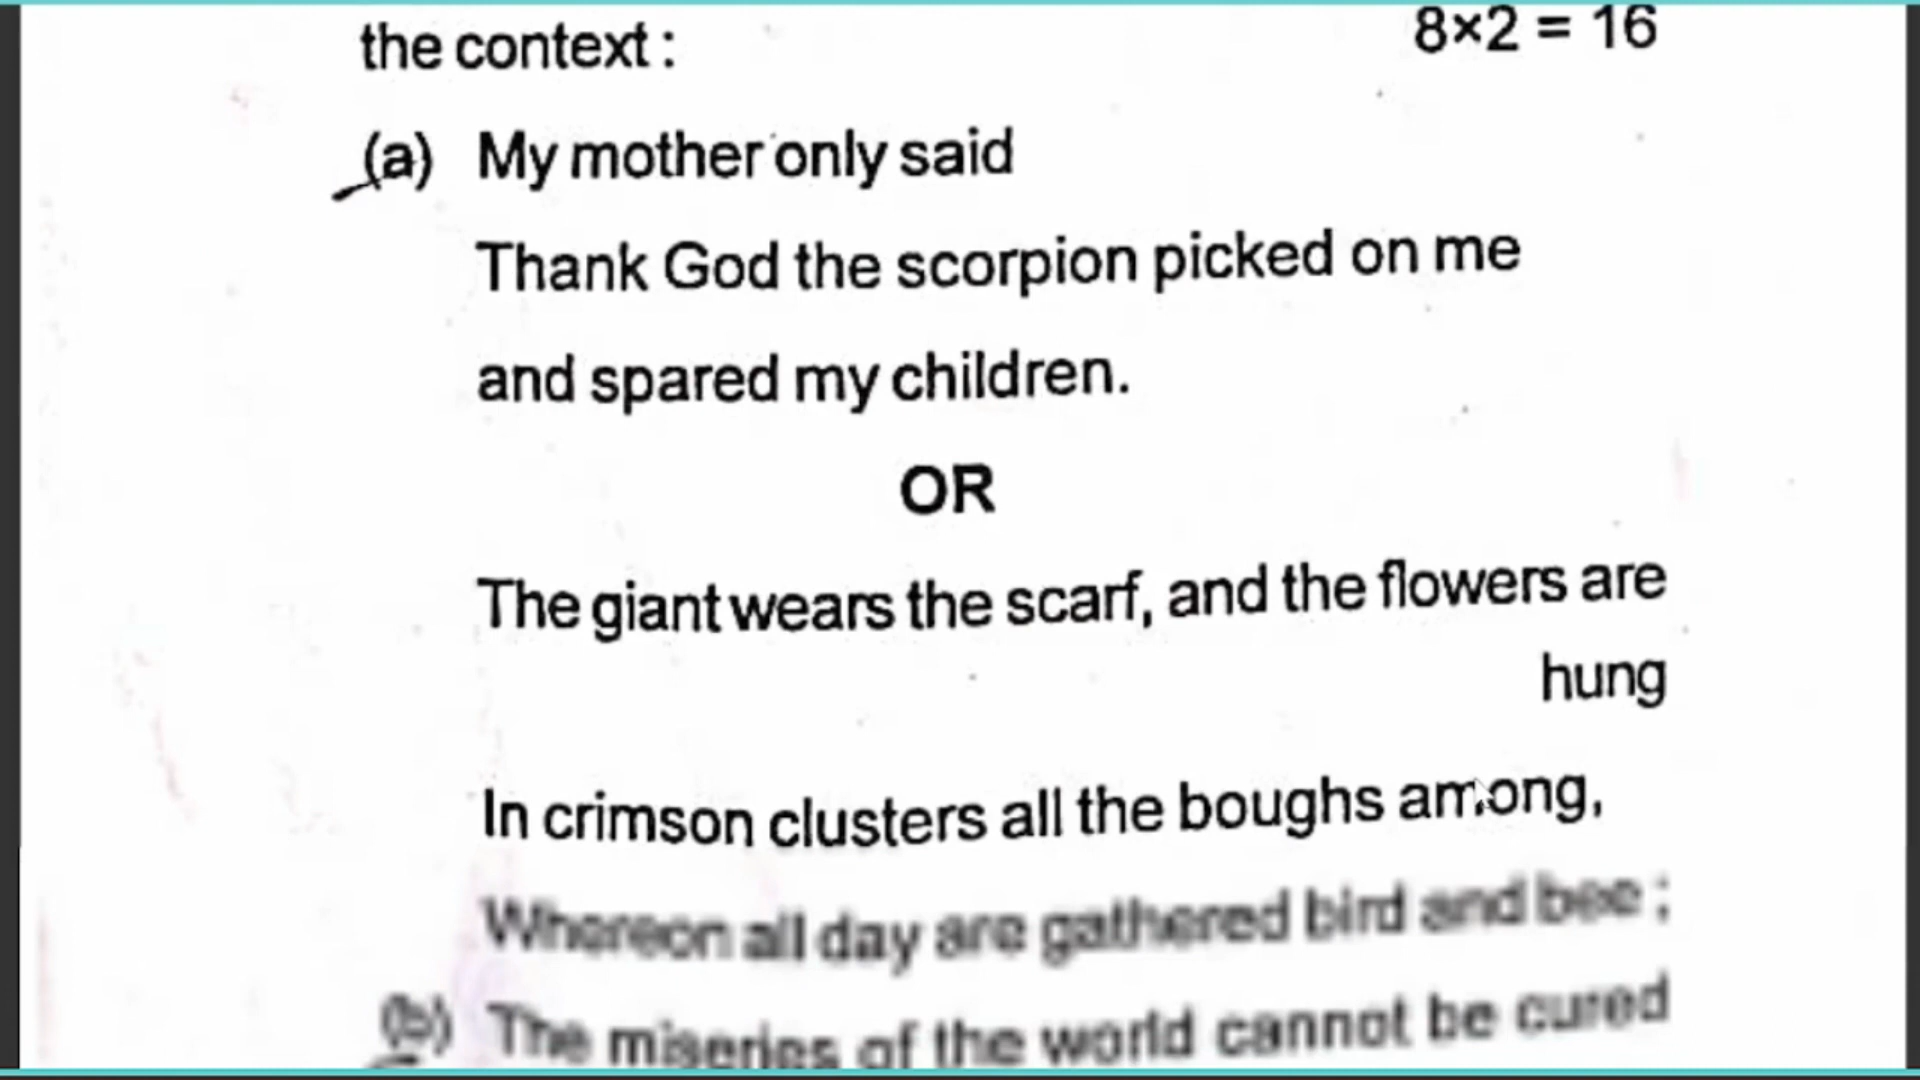 the context :
8×2 = 16
(a) My mother only said
Thank God the scorpion picked on me
and spared my children.
OR
The giant wears the scarf, and the flowers are
hung
In crimson clusters all the boughs among,
Whereon all day are gathered bird and bee ;
(b) The miseries of the world cannot be cured